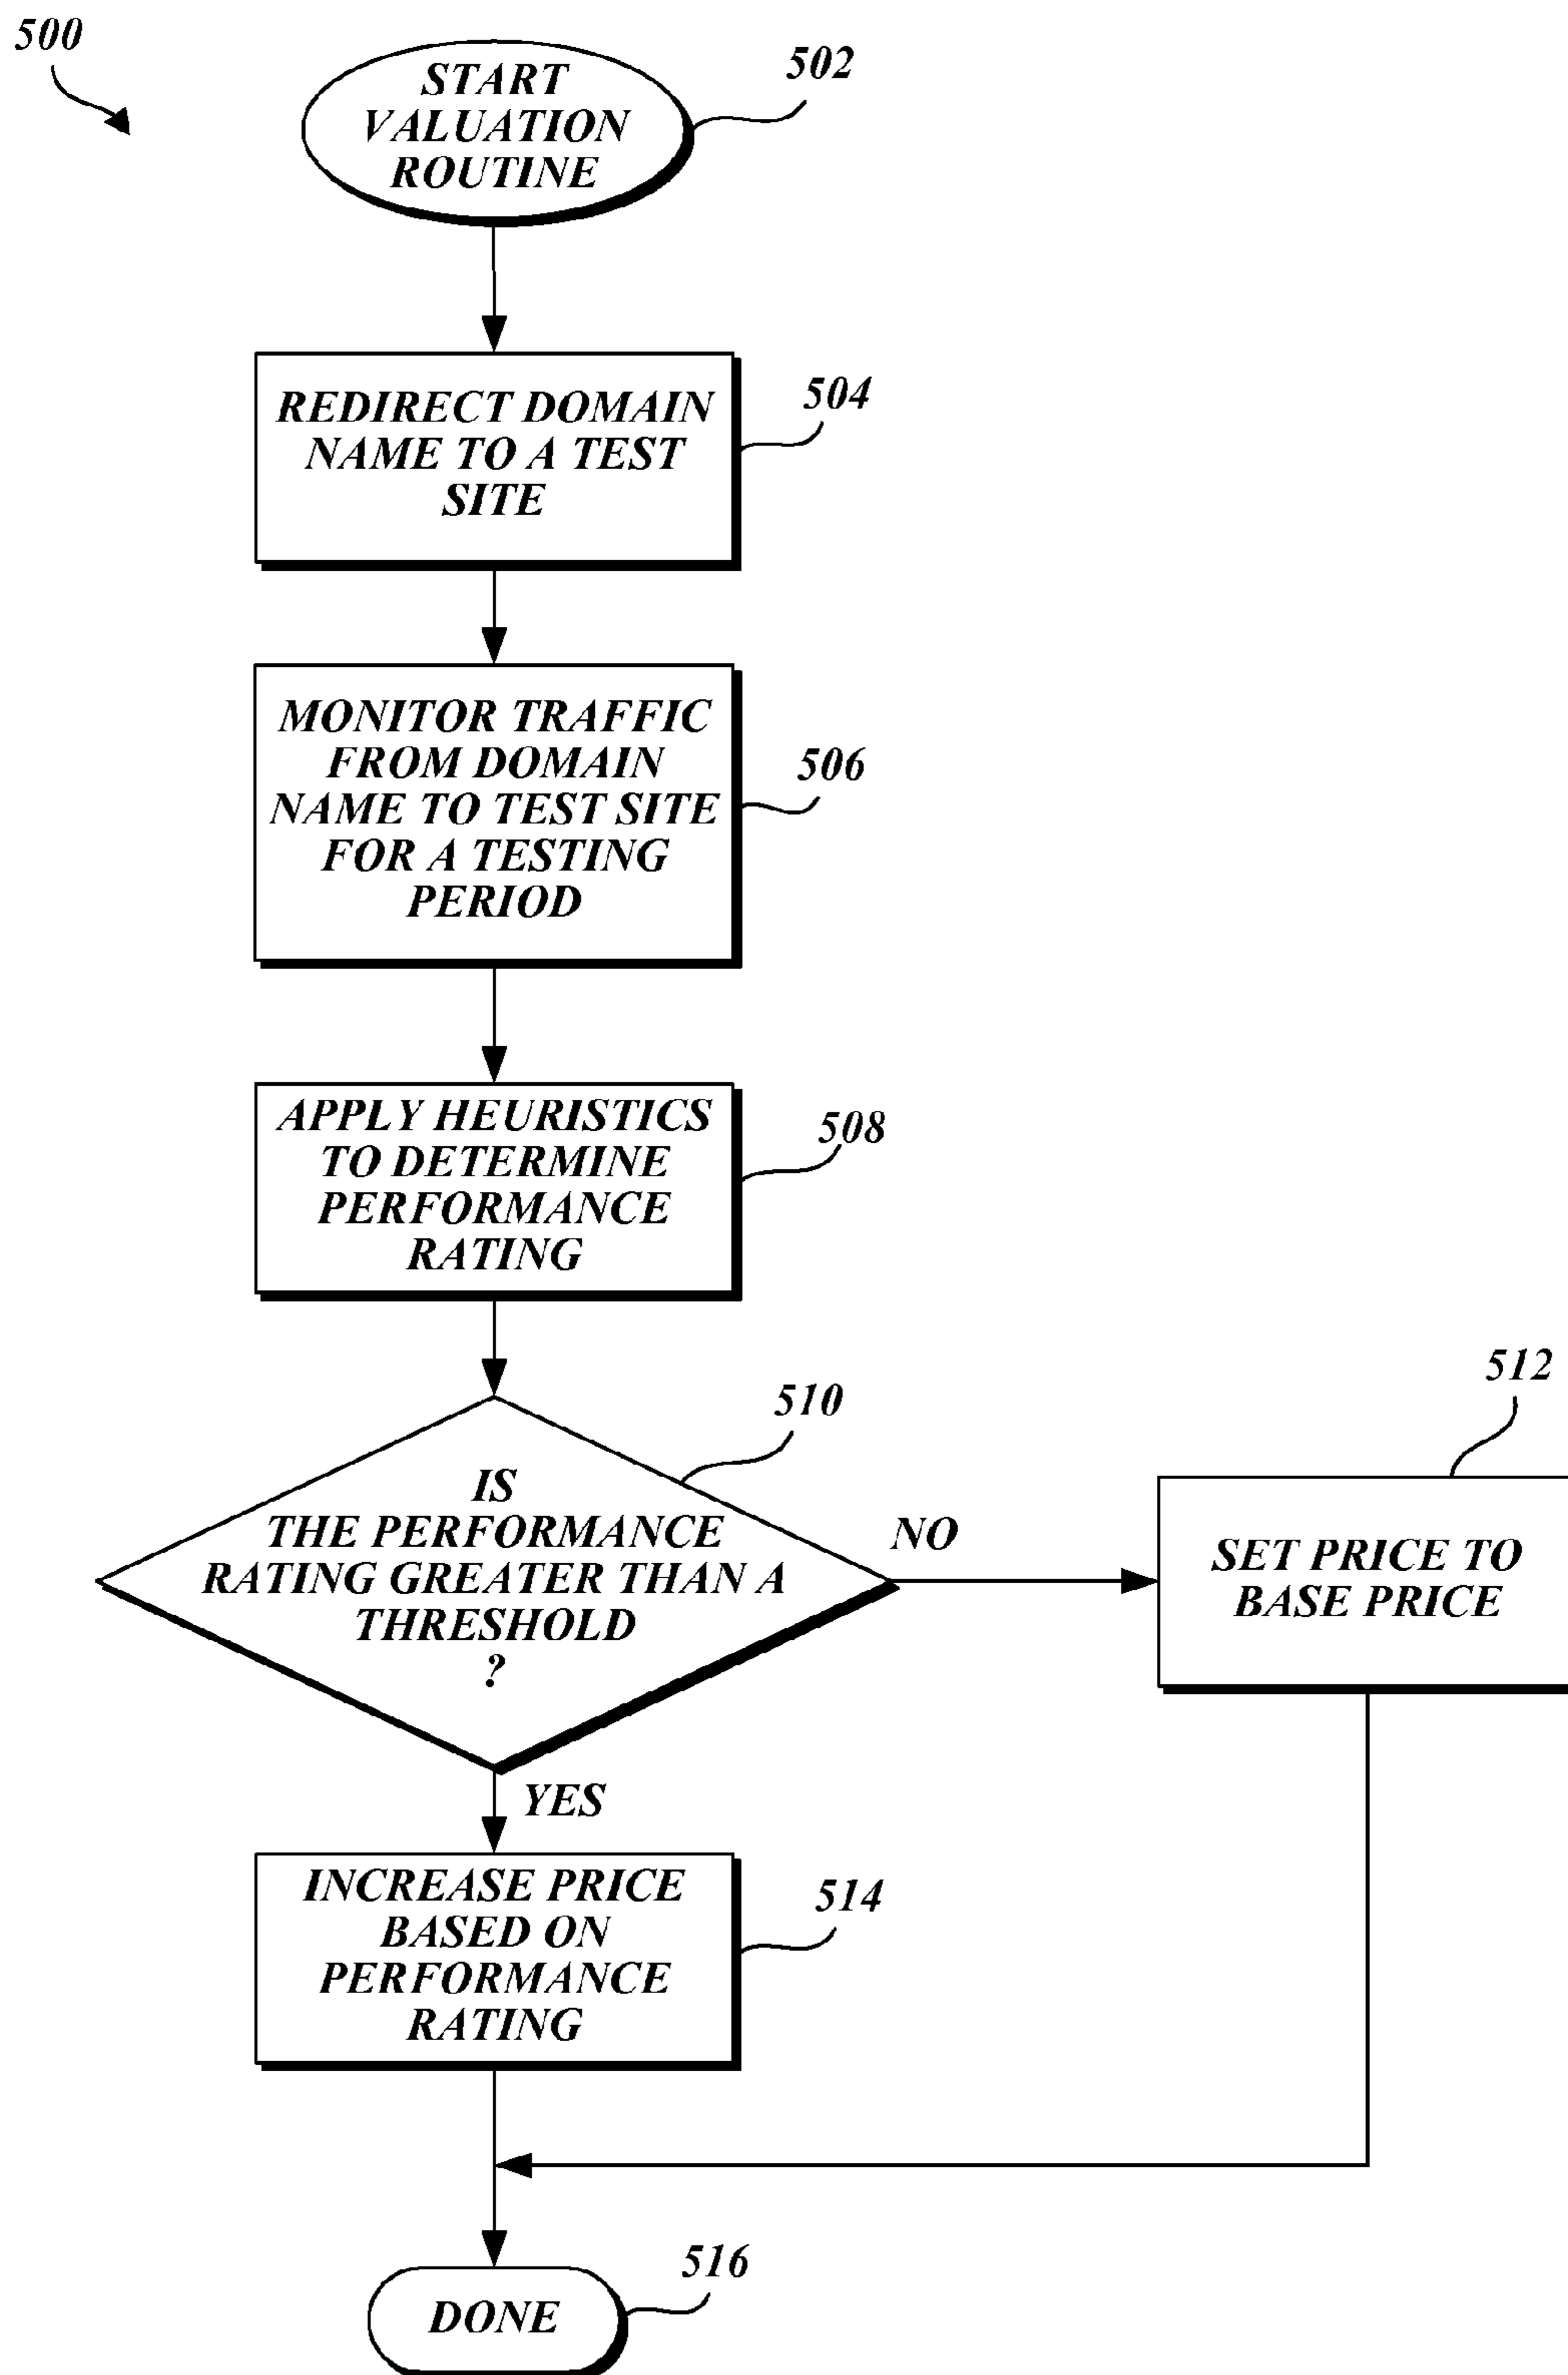 500
START
VALUATION
ROUTINE
502
REDIRECT DOMAIN
NAME TO A TEST
SITE
504
MONITOR TRAFFIC
FROM DOMAIN
NAME TO TEST SITE
FOR A TESTING
PERIOD
506
APPLY HEURISTICS
TO DETERMINE
PERFORMANCE
RATING
508
IS
THE PERFORMANCE
RATING GREATER THAN A
THRESHOLD
?
510
NO
512
SET PRICE TO
BASE PRICE
YES
INCREASE PRICE
BASED ON
PERFORMANCE
RATING
514
DONE
516